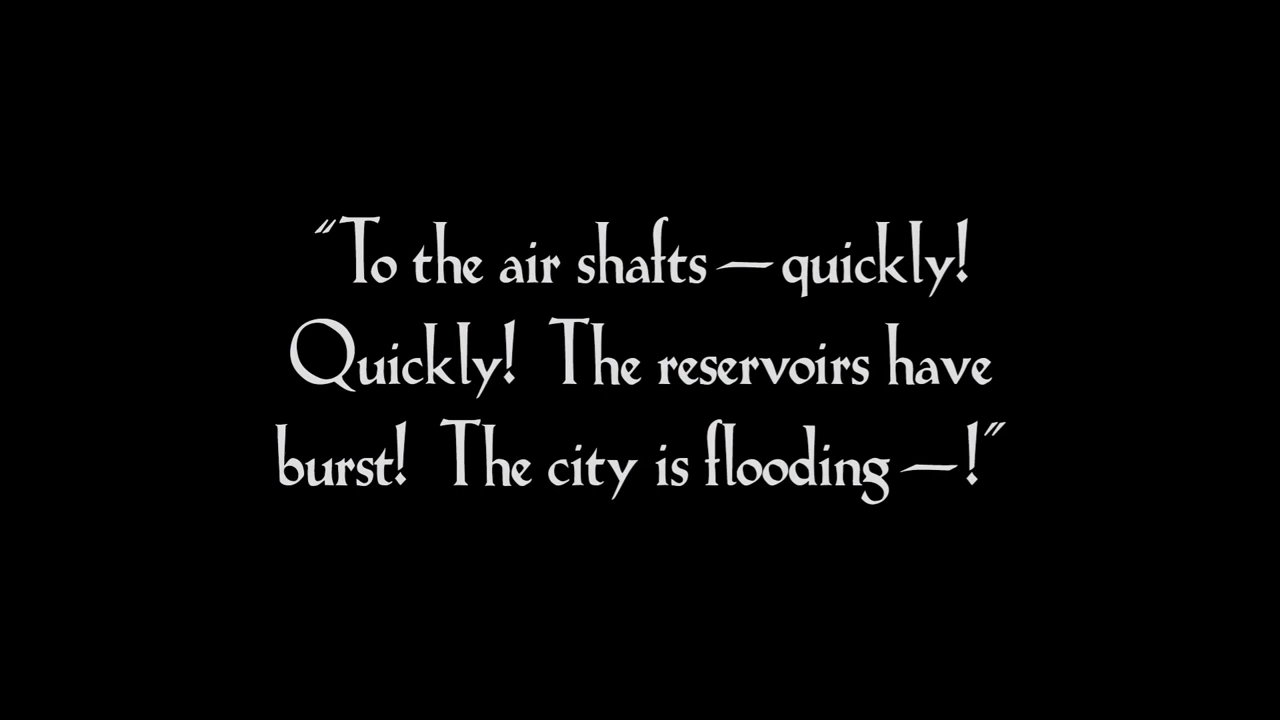 “To the air shafts—quickly!
Quickly! The reservoirs have
burst! The city is flooding—!”